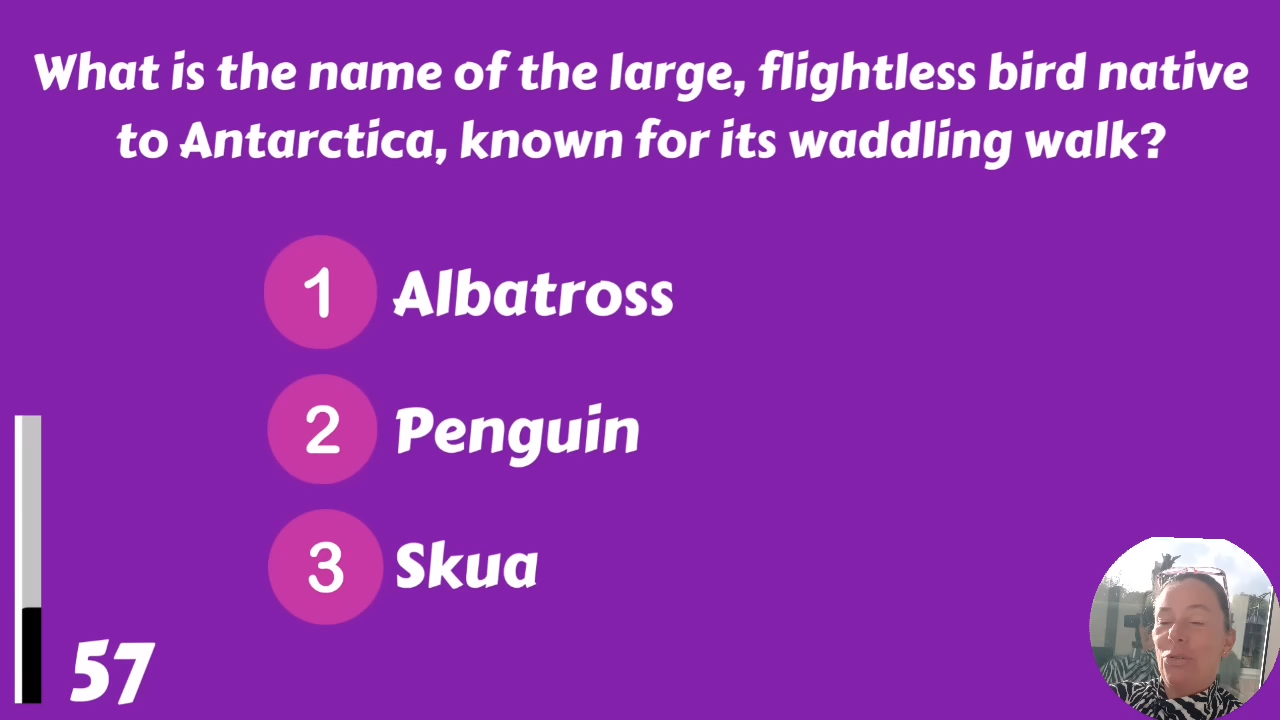 What is the name of the large, flightless bird native
to Antarctica, known for its waddling walk?
1 Albatross
2 Penguin
3 Skua
57